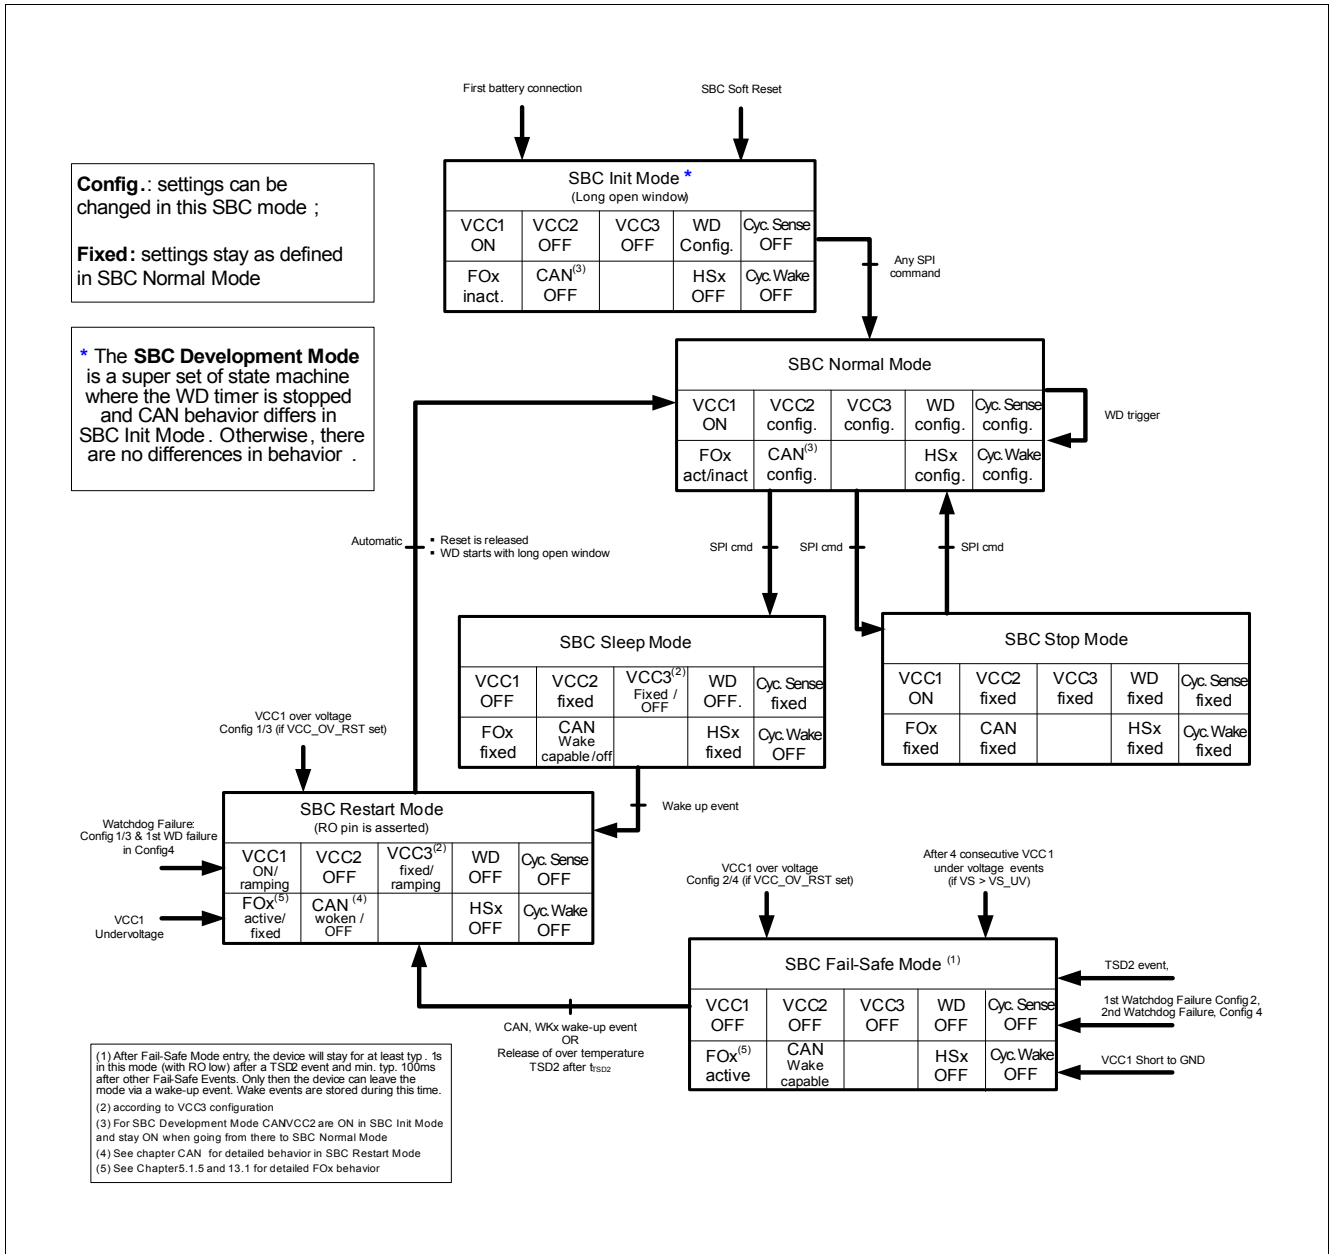 First battery connection
SBC Soft Reset
Config.: settings can be
changed in this SBC mode ;
Fixed: settings stay as defined
in SBC Normal Mode
* The SBC Development Mode
is a super set of state machine
where the WD timer is stopped
and CAN behavior differs in
SBC Init Mode. Otherwise, there
are no differences in behavior .
SBC Init Mode *
(Long open window)
VCC1 VCC2 VCC3 WD Cyc. Sense
ON OFF OFF Config. OFF
FOx CAN(3) HSx Cyc. Wake
inact. OFF OFF OFF
Any SPI
command
SBC Normal Mode
VCC1 VCC2 VCC3 WD Cyc. Sense
ON config. config. config. config.
FOx CAN(3) HSx Cyc. Wake
act/inact config. config. config.
WD trigger
Automatic
▪ Reset is released
▪ WD starts with long open window
SPI cmd
SPI cmd
SPI cmd
SBC Sleep Mode
VCC1 VCC2 VCC3(2) WD Cyc. Sense
OFF fixed Fixed / OFF OFF. fixed
FOx CAN HSx Cyc. Wake
fixed Wake capable/off fixed OFF
SBC Stop Mode
VCC1 VCC2 VCC3 WD Cyc. Sense
ON fixed fixed fixed fixed
FOx CAN HSx Cyc. Wake
fixed fixed fixed fixed
VCC1 over voltage
Config 1/3 (if VCC_OV_RST set)
Wake up event
Watchdog Failure:
Config 1/3 & 1st WD failure
in Config4
VCC1
Undervoltage
SBC Restart Mode
(RO pin is asserted)
VCC1 VCC2 VCC3(2) WD Cyc. Sense
ON/ ramping OFF fixed/ ramping OFF OFF
FOx(5) CAN (4) HSx Cyc. Wake
active/ fixed woken / OFF OFF OFF
VCC1 over voltage
Config 2/4 (if VCC_OV_RST set)
After 4 consecutive VCC1
under voltage events
(if VS > VS_UV)
SBC Fail-Safe Mode (1)
VCC1 VCC2 VCC3 WD Cyc. Sense
OFF OFF OFF OFF OFF
FOx(5) CAN HSx Cyc. Wake
active Wake capable OFF OFF
TSD2 event,
1st Watchdog Failure Config 2,
2nd Watchdog Failure, Config 4
VCC1 Short to GND
CAN, WKx wake-up event
OR
Release of over temperature
TSD2 after tTSD2
(1) After Fail-Safe Mode entry, the device will stay for at least typ . 1s
in this mode (with RO low) after a TSD2 event and min. typ. 100ms
after other Fail-Safe Events. Only then the device can leave the
mode via a wake-up event. Wake events are stored during this time.
(2) according to VCC3 configuration
(3) For SBC Development Mode CAN/VCC2 are ON in SBC Init Mode
and stay ON when going from there to SBC Normal Mode
(4) See chapter CAN for detailed behavior in SBC Restart Mode
(5) See Chapter5.1.5 and 13.1 for detailed FOx behavior